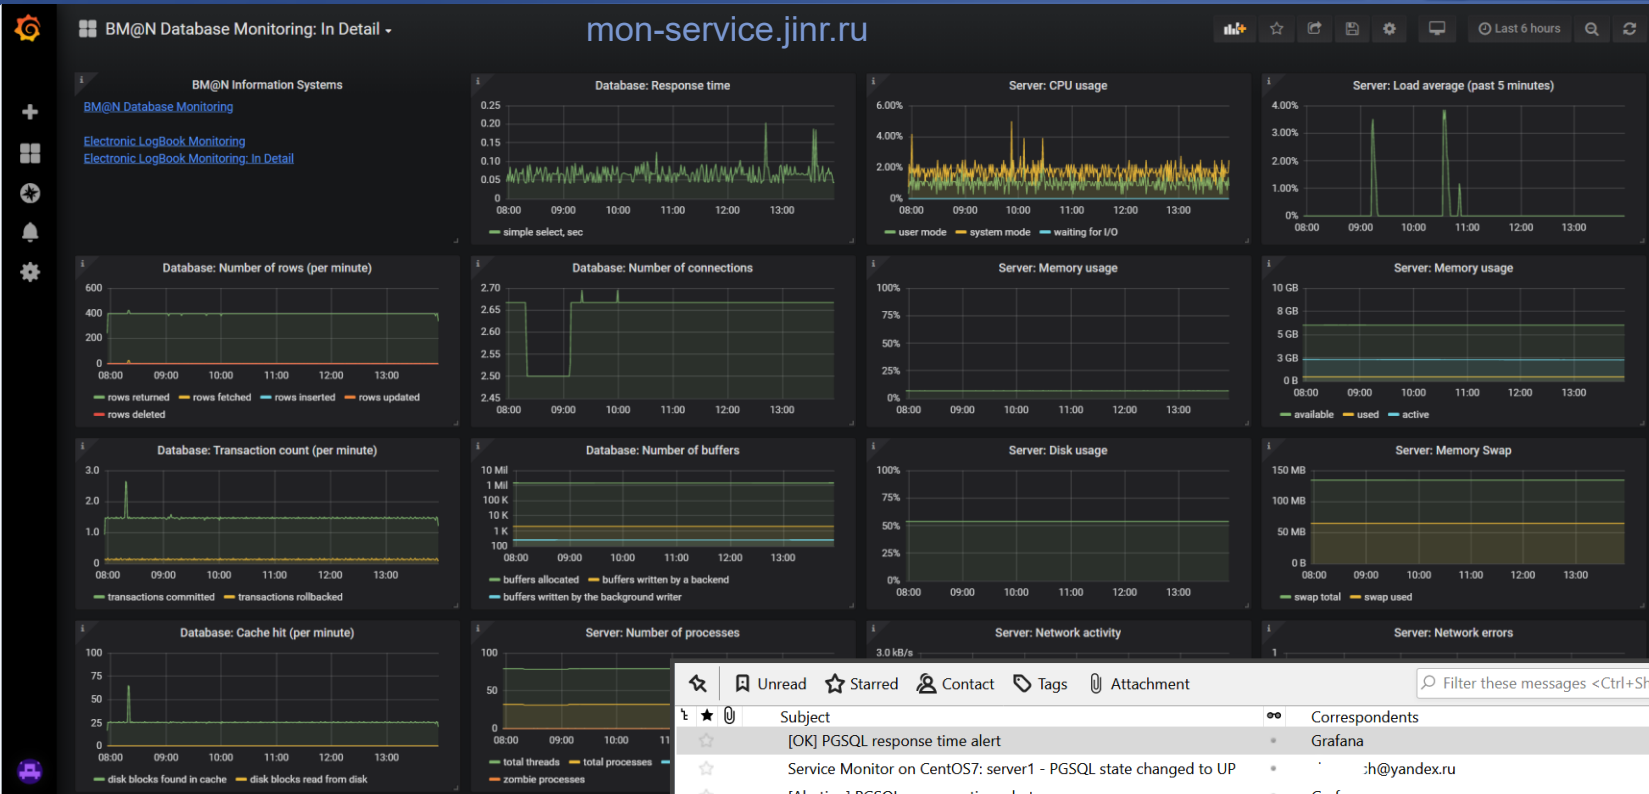 BM@N Database Monitoring: In Detail
mon-service.jinr.ru
Last 6 hours
BM@N Information Systems
BM@N Database Monitoring
Electronic LogBook Monitoring
Electronic LogBook Monitoring: In Detail
Database: Response time
0.25
0.20
0.15
0.10
0.05
0
08:00 09:00 10:00 11:00 12:00 13:00
simple select, sec
Server: CPU usage
6.00%
4.00%
2.00%
0%
08:00 09:00 10:00 11:00 12:00 13:00
user mode system mode waiting for I/O
Server: Load average (past 5 minutes)
4.00%
3.00%
2.00%
1.00%
0%
08:00 09:00 10:00 11:00 12:00 13:00
Database: Number of rows (per minute)
600
400
200
0
08:00 09:00 10:00 11:00 12:00 13:00
rows returned rows fetched rows inserted rows updated
rows deleted
Database: Number of connections
2.70
2.65
2.60
2.55
2.50
2.45
08:00 09:00 10:00 11:00 12:00 13:00
Server: Memory usage
100%
75%
50%
25%
0%
08:00 09:00 10:00 11:00 12:00 13:00
Server: Memory usage
10 GB
8 GB
5 GB
3 GB
0 B
08:00 09:00 10:00 11:00 12:00 13:00
available used active
Database: Transaction count (per minute)
3.0
2.0
1.0
0
08:00 09:00 10:00 11:00 12:00 13:00
transactions committed transactions rollbacked
Database: Number of buffers
10 Mil
1 Mil
100 K
10 K
1 K
100
08:00 09:00 10:00 11:00 12:00 13:00
buffers allocated buffers written by a backend
buffers written by the background writer
Server: Disk usage
100%
75%
50%
25%
0%
08:00 09:00 10:00 11:00 12:00 13:00
Server: Memory Swap
150 MB
100 MB
50 MB
0 B
08:00 09:00 10:00 11:00 12:00 13:00
swap total swap used
Database: Cache hit (per minute)
100
75
50
25
0
08:00 09:00 10:00 11:00 12:00 13:00
disk blocks found in cache disk blocks read from disk
Server: Number of processes
100
50
0
08:00 09:00 10:00 11
total threads total processes
zombie processes
Server: Network activity
3.0 kB/s
Server: Network errors
1
Unread Starred Contact Tags Attachment
Filter these messages <Ctrl+Sh
Subject Correspondents
[OK] PGSQL response time alert Grafana
Service Monitor on CentOS7: server1 - PGSQL state changed to UP ch@yandex.ru